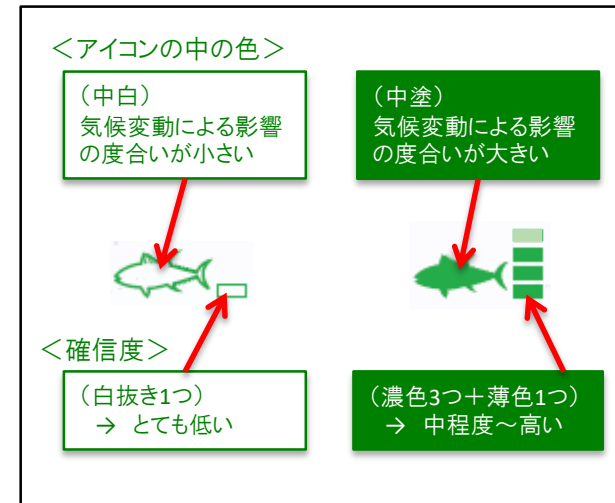 ＜アイコンの中の色＞
（中白）
気候変動による影響
の度合いが小さい
（中塗）
気候変動による影響
の度合いが大きい
＜確信度＞
（白抜き1つ）
→ とても低い
（濃色3つ＋薄色1つ）
→ 中程度～高い